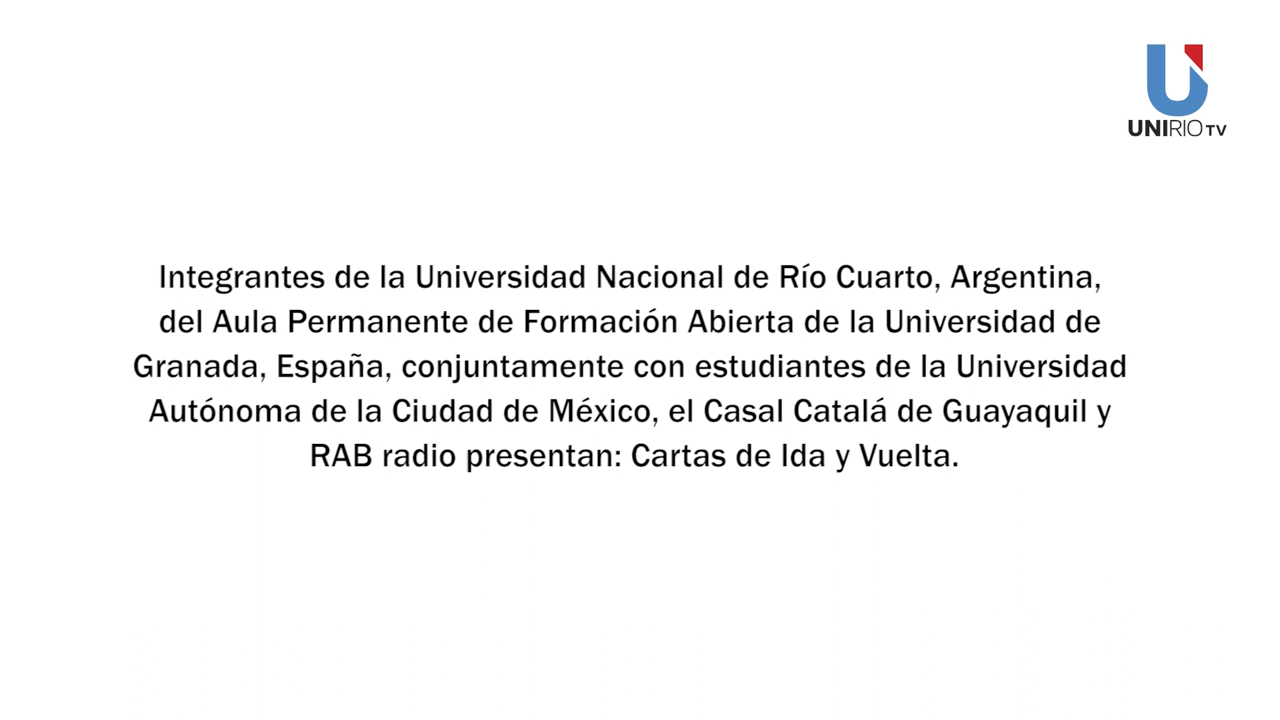 UNIRIO TV
Integrantes de la Universidad Nacional de Río Cuarto, Argentina,
del Aula Permanente de Formación Abierta de la Universidad de
Granada, España, conjuntamente con estudiantes de la Universidad
Autónoma de la Ciudad de México, el Casal Catalá de Guayaquil y
RAB radio presentan: Cartas de Ida y Vuelta.